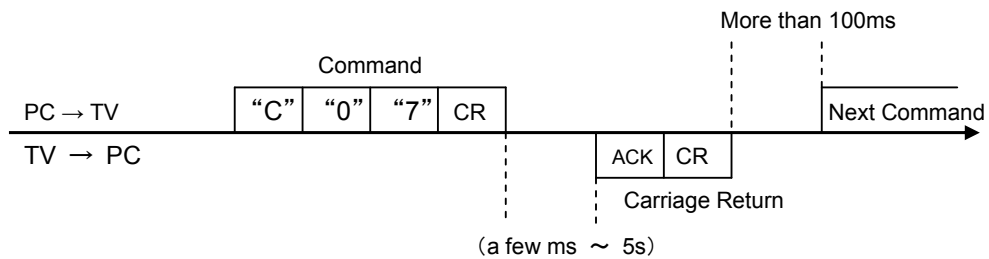 More than 100ms
Command
PC → TV “C” “0” “7” CR Next Command
TV → PC ACK CR
Carriage Return
(a few ms ～ 5s)